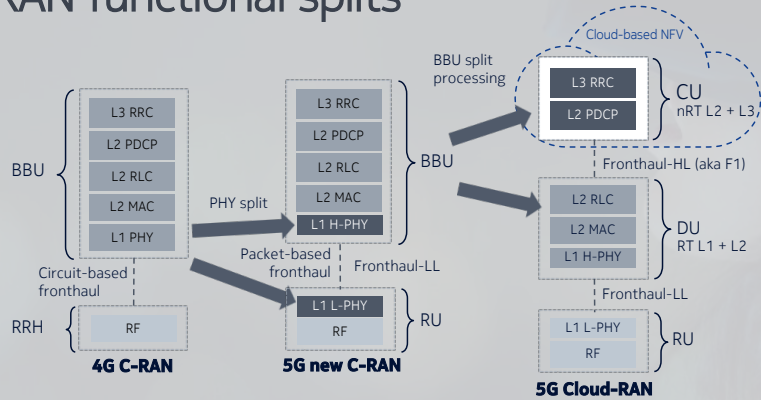 RAN functional splits
Cloud-based NFV
BBU split
processing
L3 RRC
L2 PDCP
CU
nRT L2 + L3
Fronthaul-HL (aka F1)
L2 RLC
L2 MAC
L1 H-PHY
DU
RT L1 + L2
Fronthaul-LL
L1 L-PHY
RF
RU
5G Cloud-RAN
BBU
L3 RRC
L2 PDCP
L2 RLC
L2 MAC
L1 PHY
Circuit-based
fronthaul
RRH
RF
4G C-RAN
PHY split
L3 RRC
L2 PDCP
L2 RLC
L2 MAC
L1 H-PHY
BBU
Packet-based
fronthaul
Fronthaul-LL
L1 L-PHY
RF
RU
5G new C-RAN